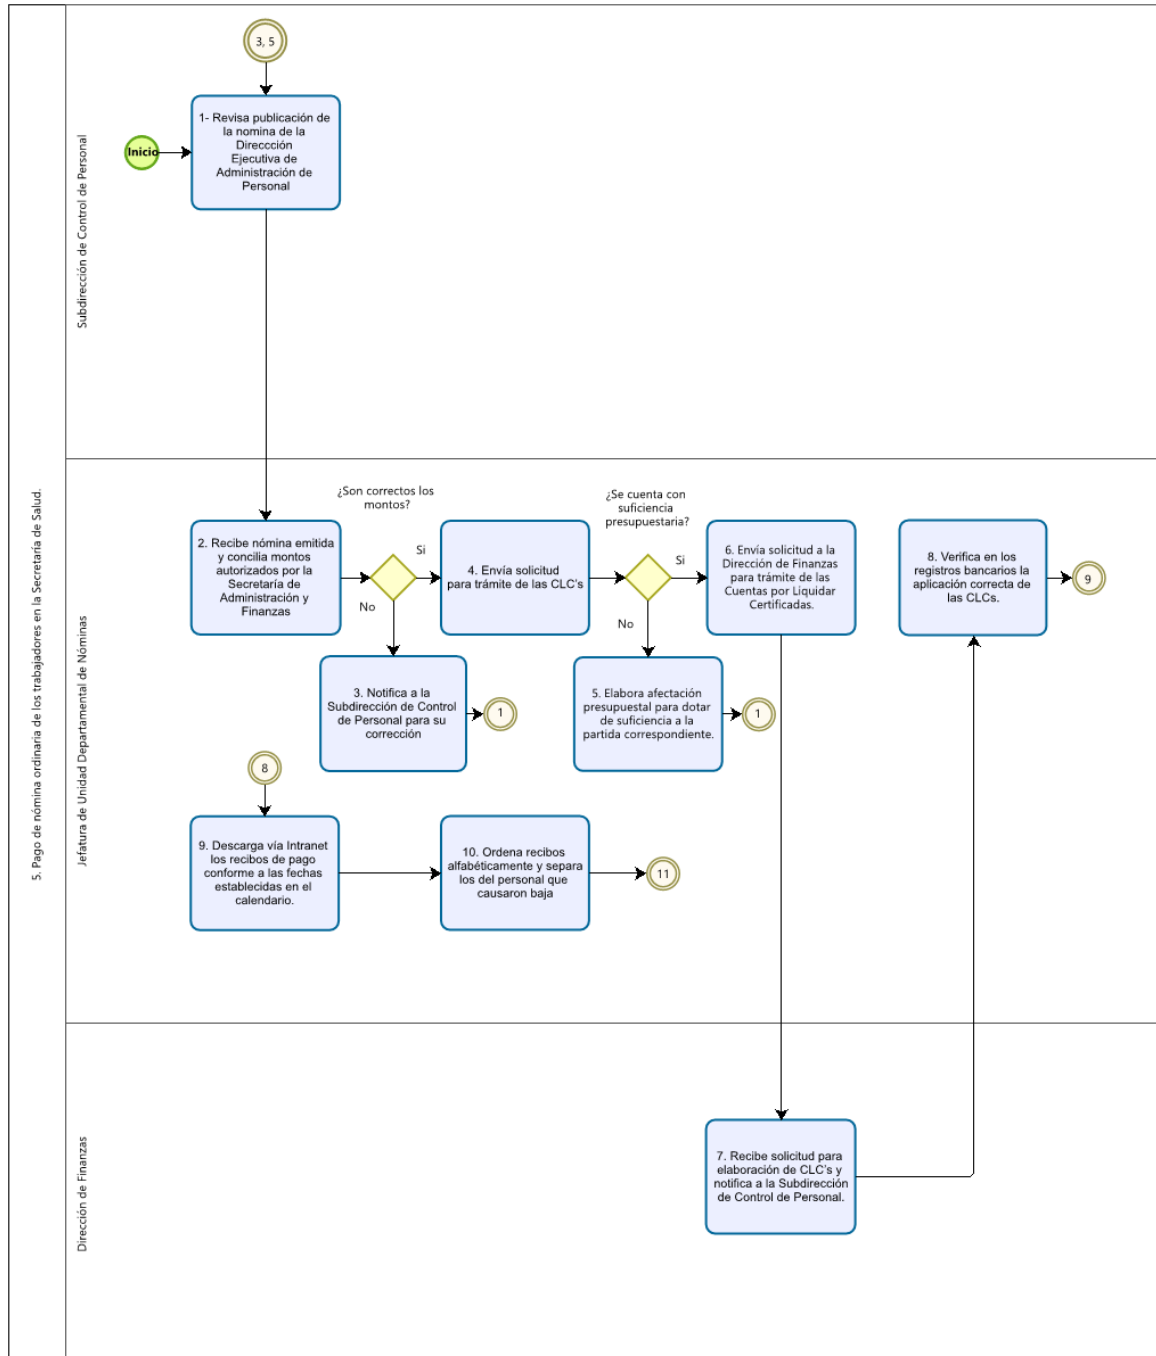 5. Pago de nómina ordinaria de los trabajadores en la Secretaría de Salud.
Subdirección de Control de Personal
3, 5
Inicio
1- Revisa publicación de
la nomina de la
Direccción
Ejecutiva de
Administración de
Personal
Jefatura de Unidad Departamental de Nóminas
2. Recibe nómina emitida
y concilia montos
autorizados por la
Secretaría de
Administración y
Finanzas
¿Son correctos los
montos?
Si
No
3. Notifica a la
Subdirección de Control
de Personal para su
corrección
1
4. Envía solicitud
para trámite de las CLC's
¿Se cuenta con
suficiencia
presupuestaria?
Si
No
5. Elabora afectación
presupuestal para dotar
de suficiencia a la
partida correspondiente.
1
6. Envía solicitud a la
Dirección de Finanzas
para trámite de las
Cuentas por Liquidar
Certificadas.
8. Verifica en los
registros bancarios la
aplicación correcta de
las CLCs.
9
8
9. Descarga vía Intranet
los recibos de pago
conforme a las fechas
establecidas en el
calendario.
10. Ordena recibos
alfabéticamente y separa
los del personal que
causaron baja
11
Dirección de Finanzas
7. Recibe solicitud para
elaboración de CLC's y
notifica a la Subdirección
de Control de Personal.